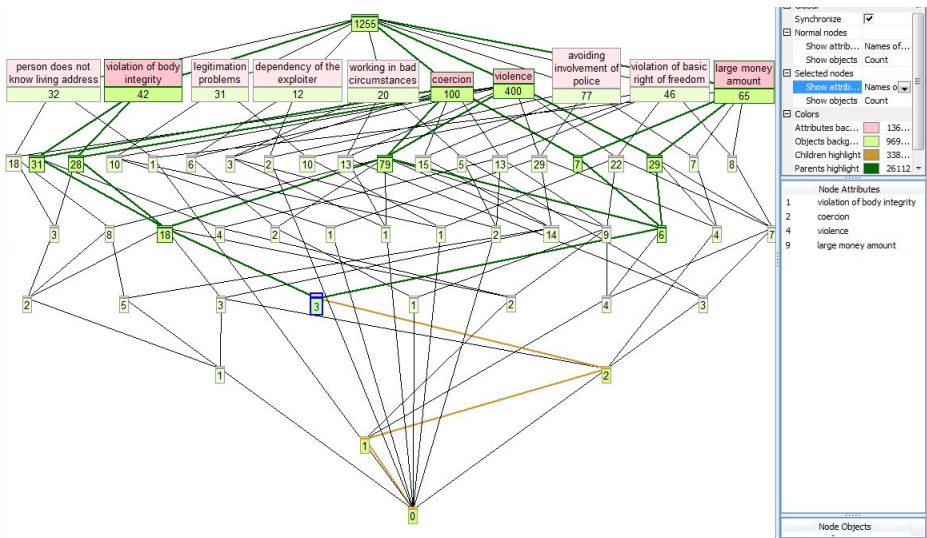 1255
person does not
know living address
32
violation of body
integrity
42
legitimation
problems
31
dependency of the
exploiter
12
working in bad
circumstances
20
coercion
100
violence
400
avoiding
involvement of
police
77
violation of basic
right of freedom
46
large money
amount
65
18 31 28 10 1 6 3 2 10 13 79 15 5 13 29 7 22 29 7 8
3 8 18 4 2 1 1 1 2 14 9 6 4 7
2 5 3 3 1 2 4 3
1 2
1
0
Synchronize
Normal nodes
Show attrib... Names of...
Show objects Count
Selected nodes
Show attrib... Names o
Show objects Count
Colors
Attributes bac... 136...
Objects backg... 969...
Children highlight 338...
Parents highlight 26112
Node Attributes
1 violation of body integrity
2 coercion
4 violence
9 large money amount
Node Objects